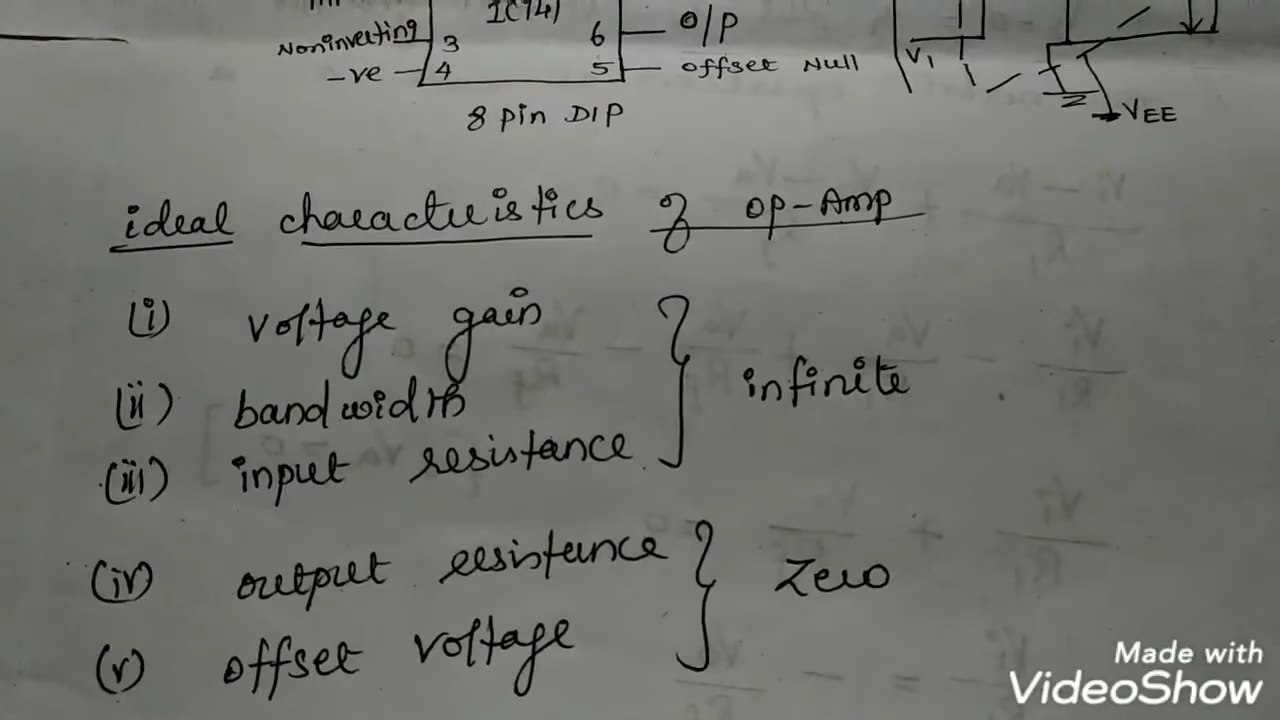 IC741
Noninverting 3 6 O/P
-ve 4 5 offset Null
8 pin DIP
V1
VEE
ideal characteristics of op-Amp
(i) voltage gain
(ii) bandwidth
(iii) input resistance
infinite
(iv) output resistance
(v) offset voltage
Zero
Made with
VideoShow